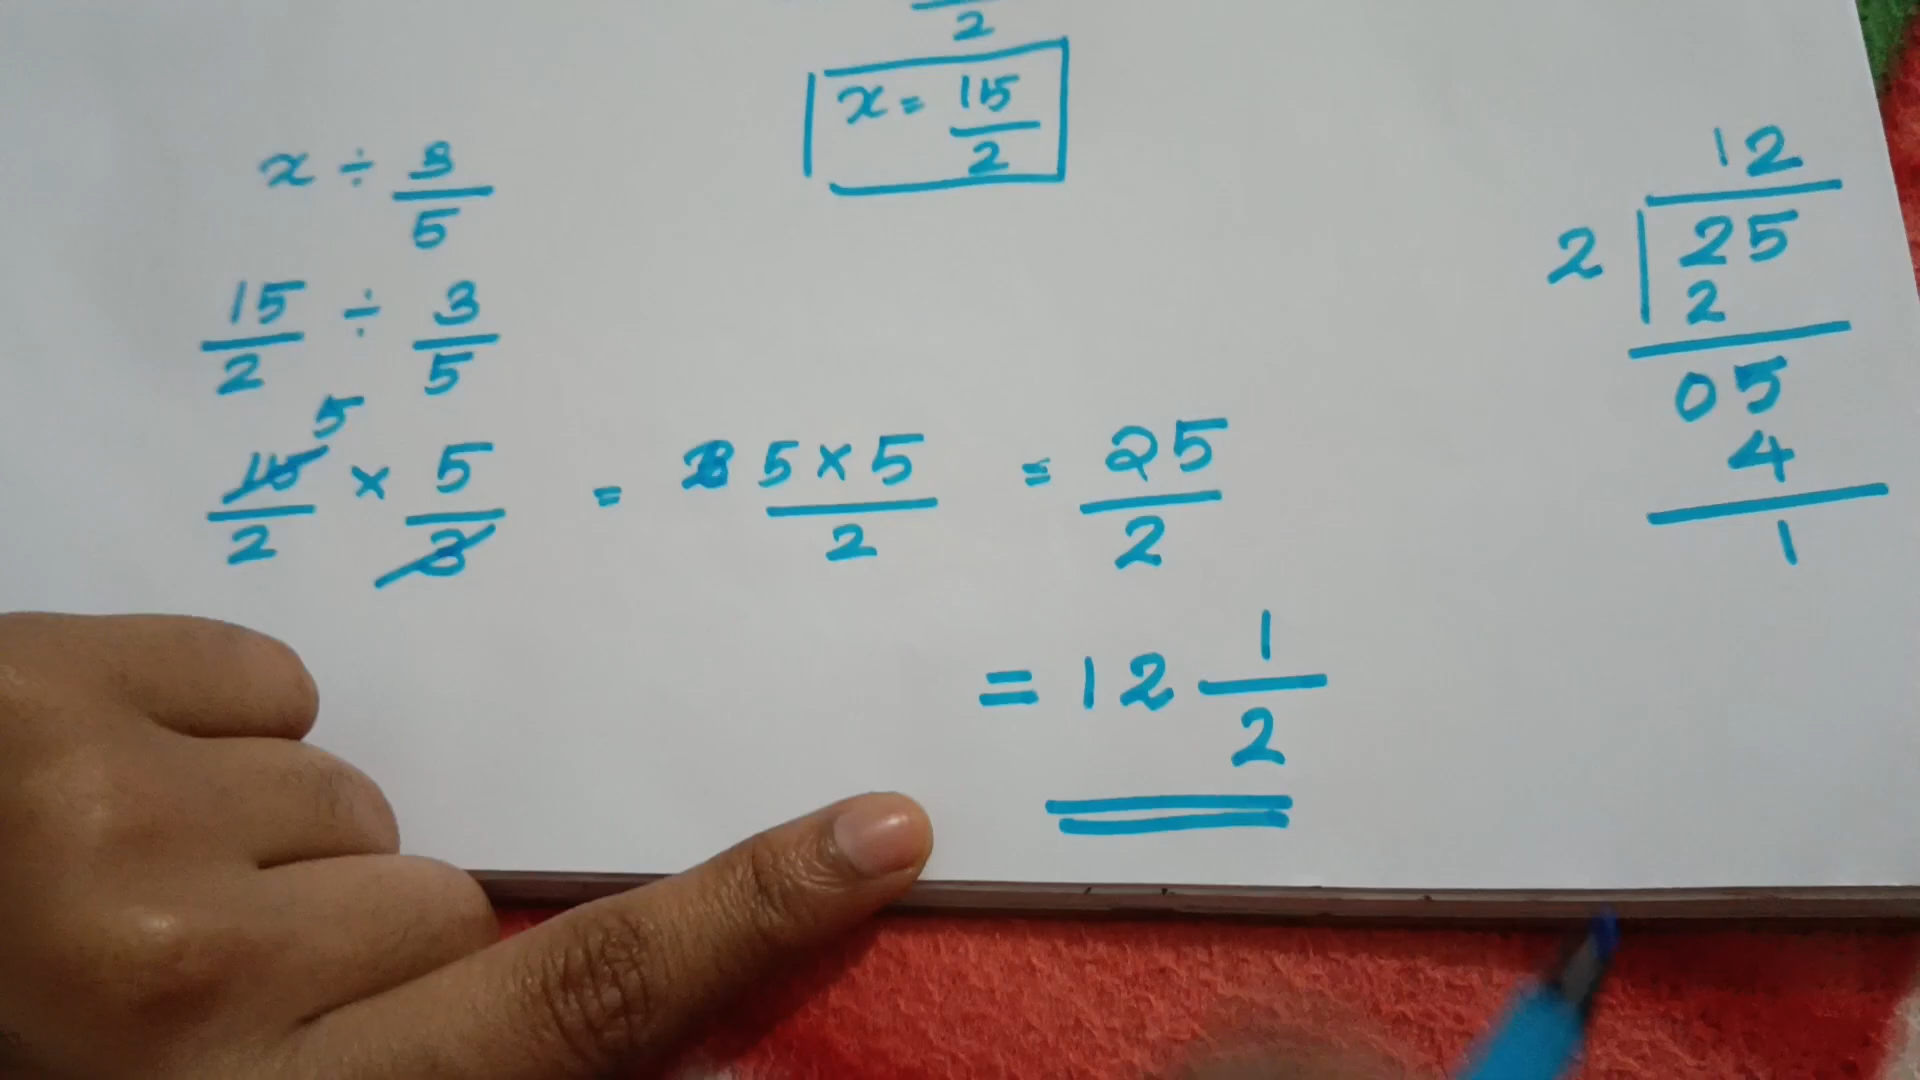 2
x = 15/2
x ÷ 3/5
15/2 ÷ 3/5
15/2 × 5/3 = 5×5/2 = 25/2
5
= 12 1/2
12
2 25
2
05
4
1